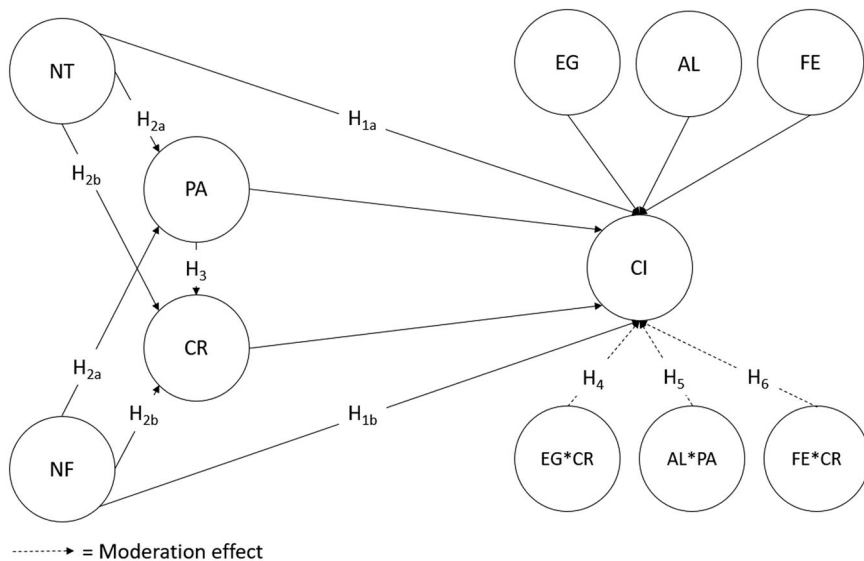 NT
EG
AL
FE
H2a
H1a
H2b
PA
H3
CI
CR
H2a
H4
H5
H6
H2b
H1b
NF
EG*CR
AL*PA
FE*CR
= Moderation effect